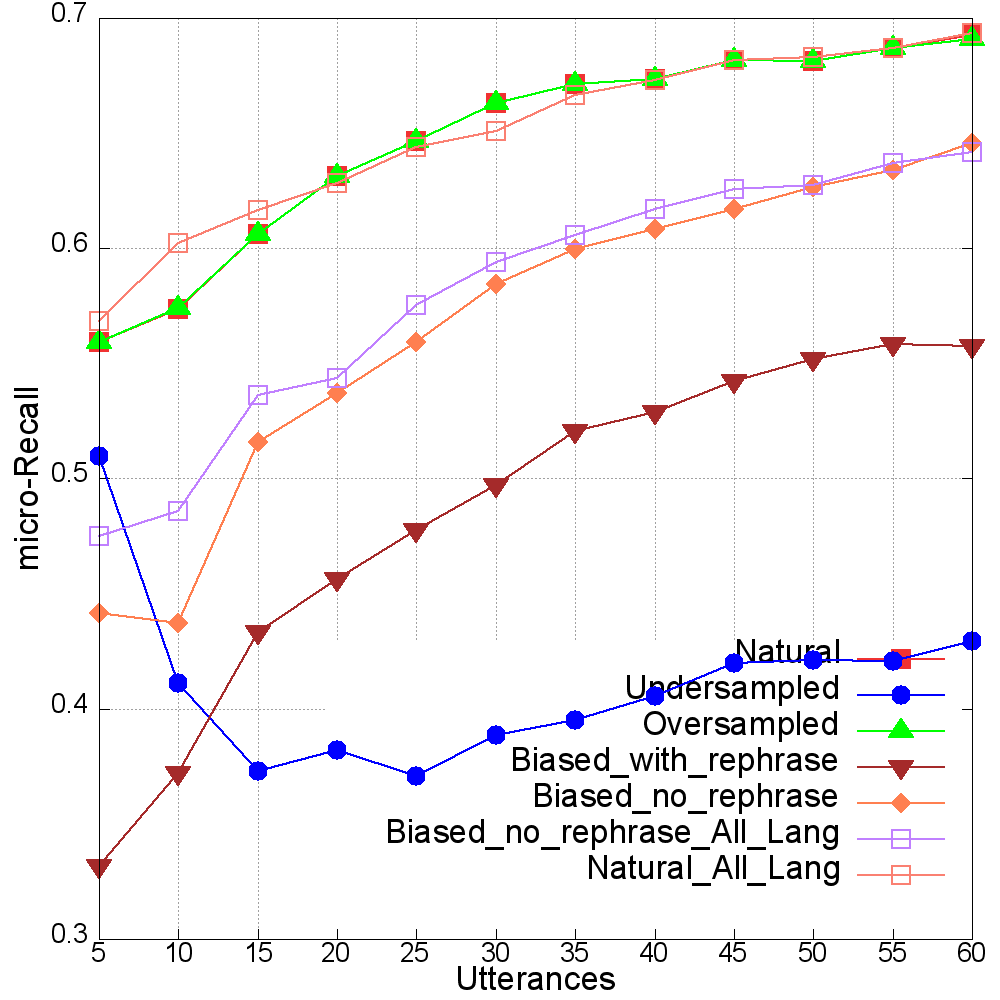 0.7
0.6
0.5
0.4
0.3
micro-Recall
Natural
Undersampled
Oversampled
Biased_with_rephrase
Biased_no_rephrase
Biased_no_rephrase_All_Lang
Natural_All_Lang
5 10 15 20 25 30 35 40 45 50 55 60
Utterances